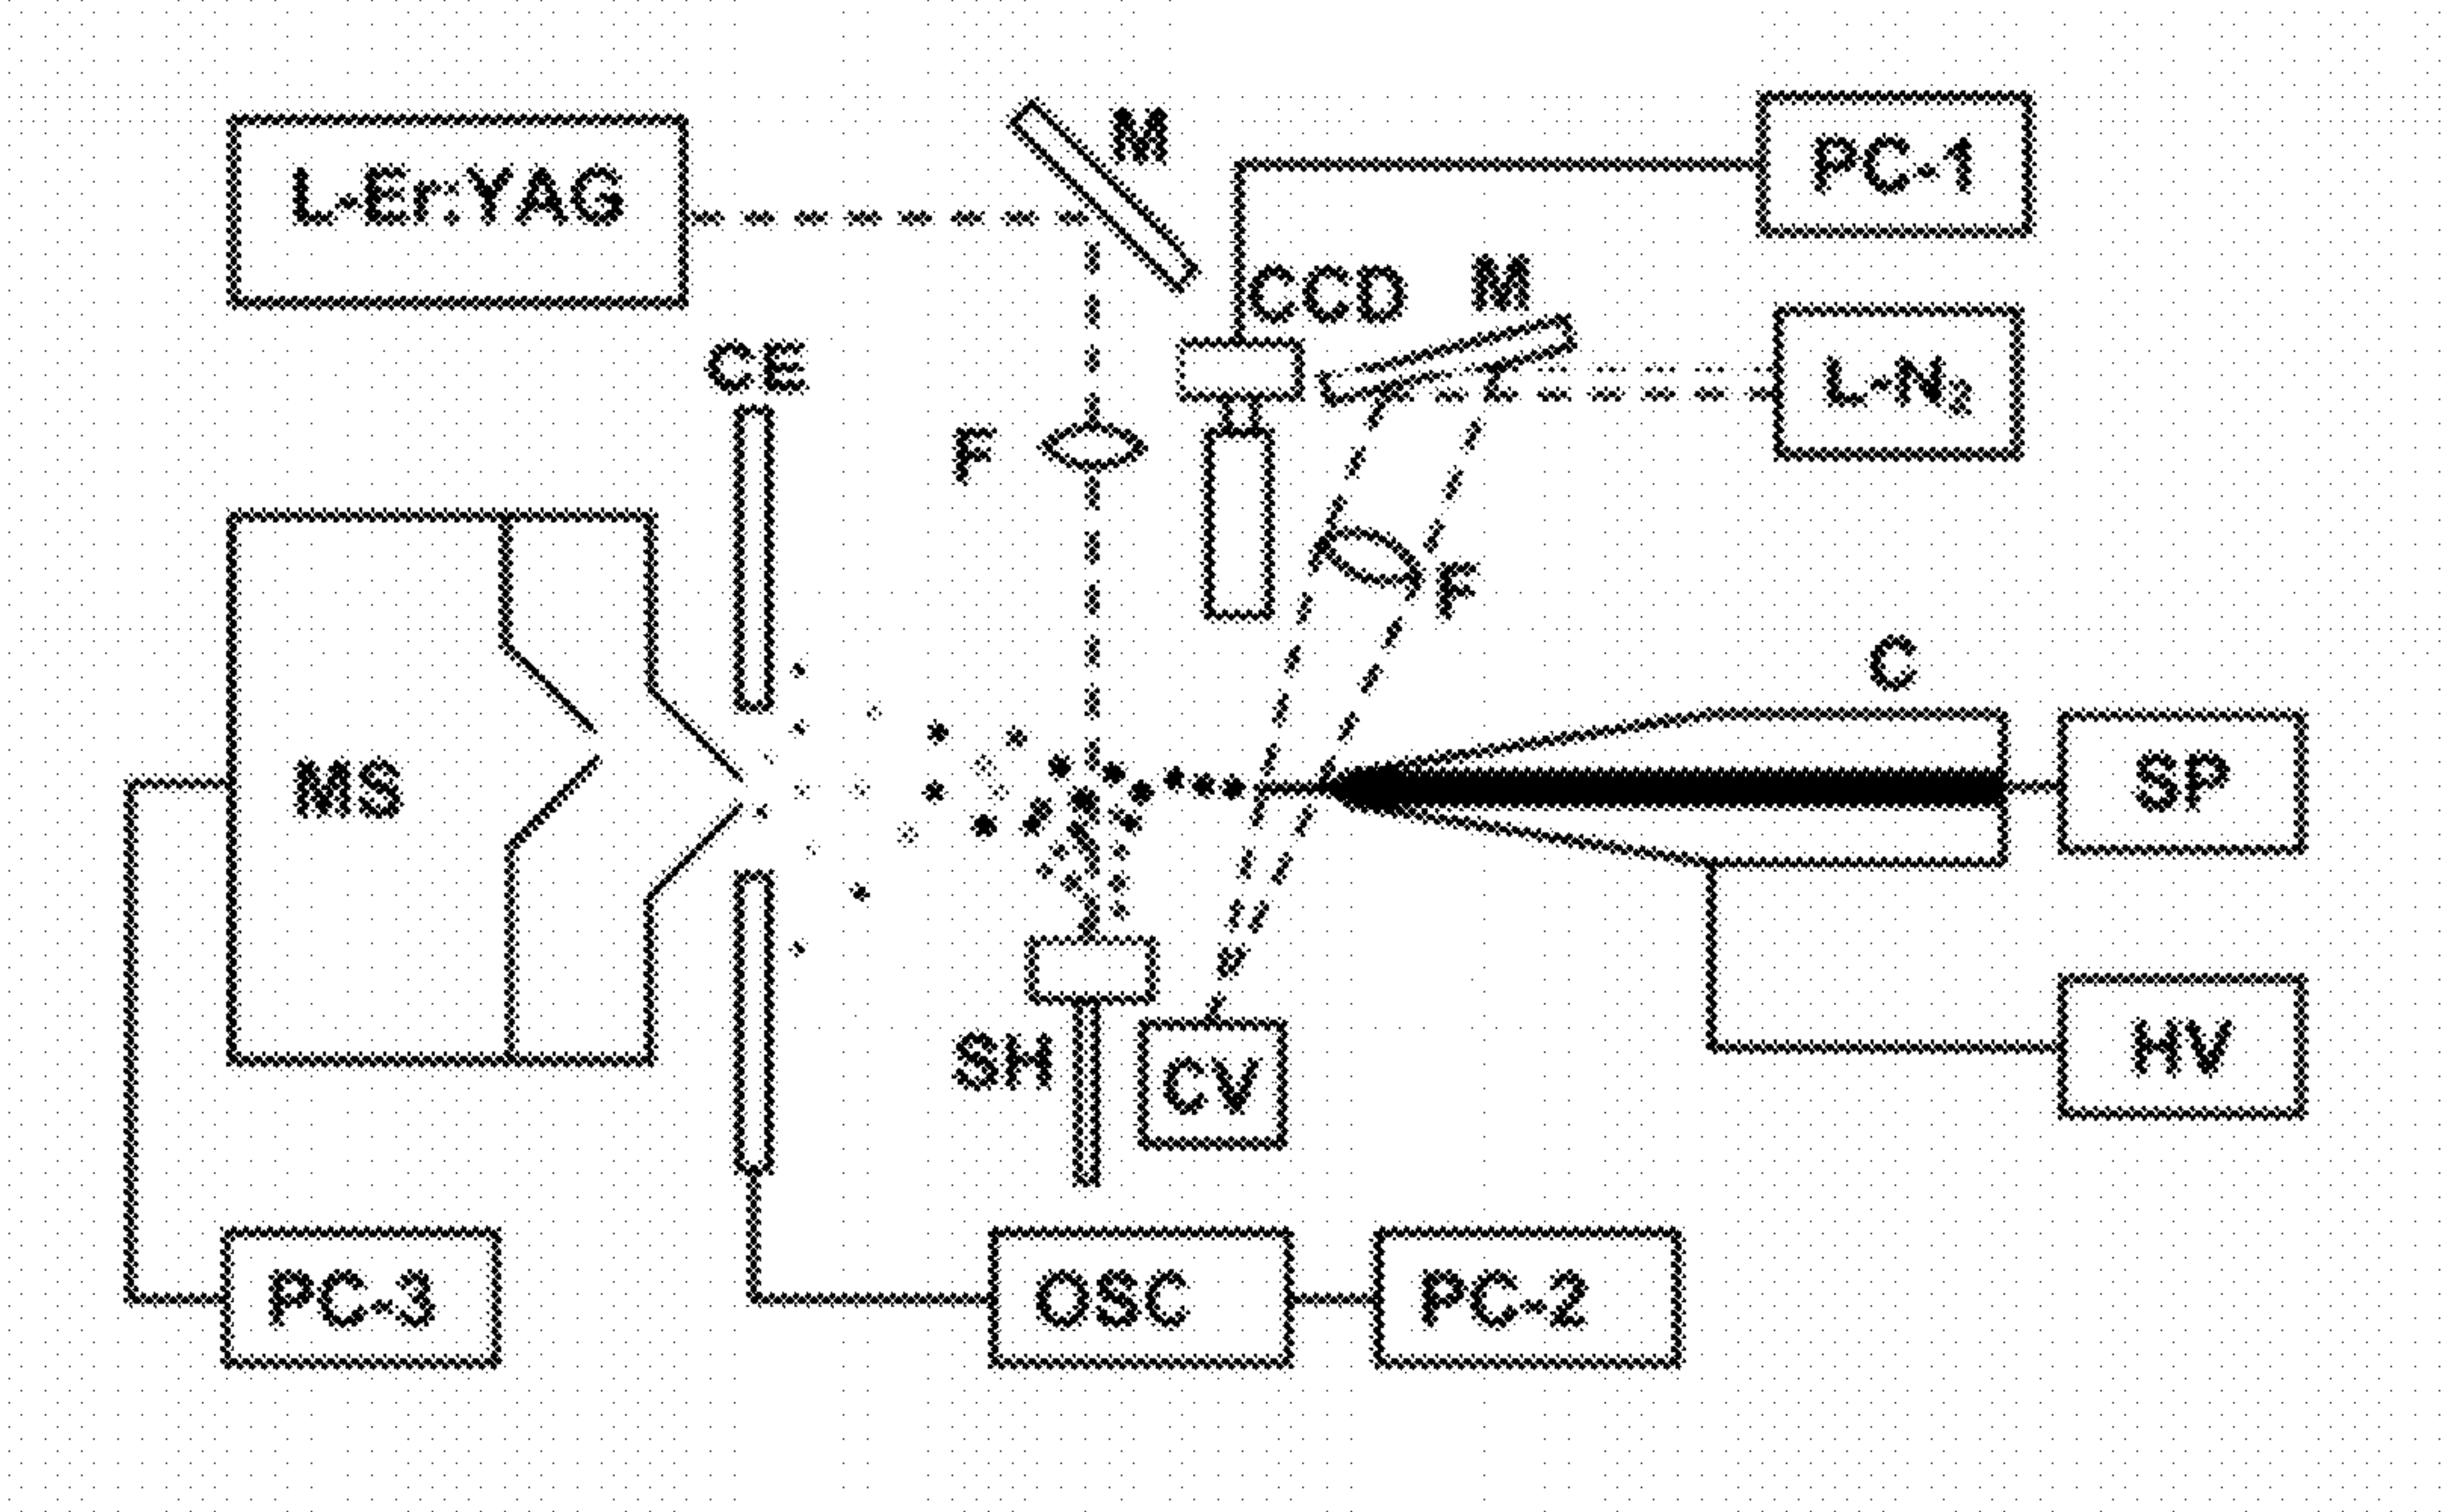 M
PC-1
L-Er:YAG
CCD
M
CE
L-N₂
F
F
C
MS
SP
SH
CV
HV
PC-3
OSC
PC-2